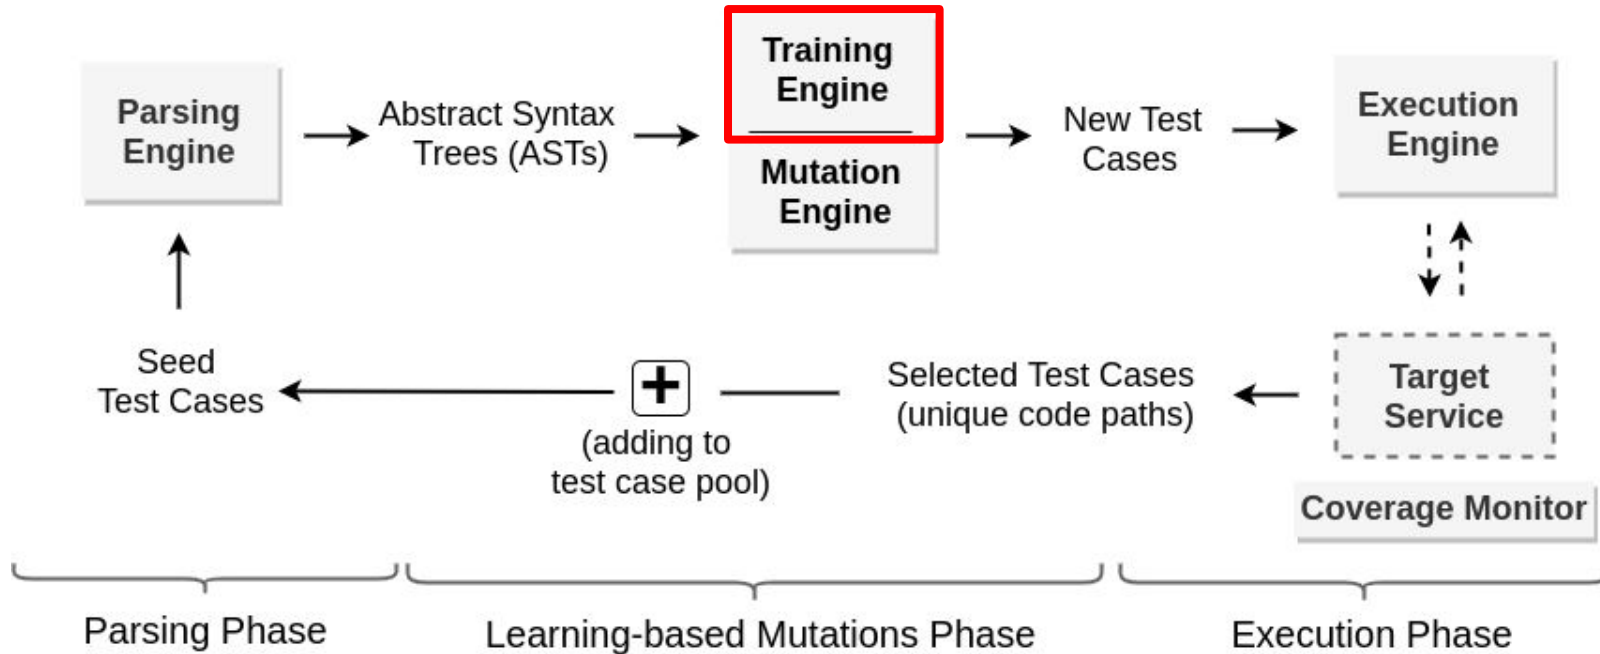 Parsing
Engine
Abstract Syntax
Trees (ASTs)
Training
Engine
Mutation
Engine
New Test
Cases
Execution
Engine
Seed
Test Cases
+
(adding to
test case pool)
Selected Test Cases
(unique code paths)
Target
Service
Coverage Monitor
Parsing Phase
Learning-based Mutations Phase
Execution Phase